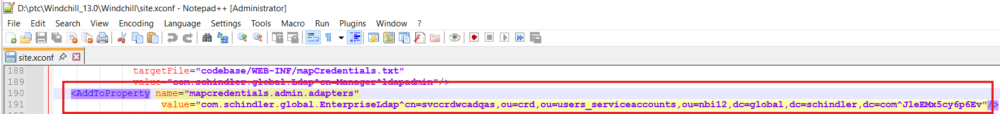 D:\ptc\Windchill_13.0\Windchill\site.xconf - Notepad++ [Administrator]
File Edit Search View Encoding Language Settings Tools Macro Run Plugins Window ?
site.xconf
188 targetFile="codebase/WEB-INF/mapCredentials.txt"
189 value="com.schindler.global.Ldap^cn=Manager^ldapadmin"/>
190 <AddToProperty name="mapcredentials.admin.adapters"
191 value="com.schindler.global.EnterpriseLdap^cn=svccrdwcadqas,ou=crd,ou=users_serviceaccounts,ou=nbi12,dc=global,dc=schindler,dc=com^JleEMx5cy6p6Ev"/>